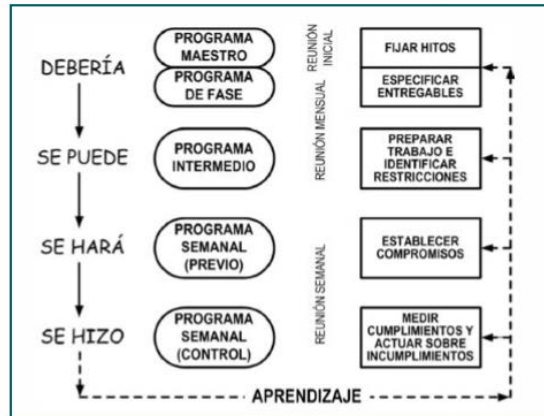 DEBERÍA
PROGRAMA
MAESTRO
PROGRAMA
DE FASE
REUNIÓN
INICIAL
FIJAR HITOS
ESPECIFICAR
ENTREGABLES
SE PUEDE
PROGRAMA
INTERMEDIO
REUNIÓN MENSUAL
PREPARAR
TRABAJO E
IDENTIFICAR
RESTRICCIONES
SE HARÁ
PROGRAMA
SEMANAL
(PREVIO)
REUNIÓN SEMANAL
ESTABLECER
COMPROMISOS
SE HIZO
PROGRAMA
SEMANAL
(CONTROL)
MEDIR
CUMPLIMIENTOS Y
ACTUAR SOBRE
INCUMPLIMIENTOS
APRENDIZAJE